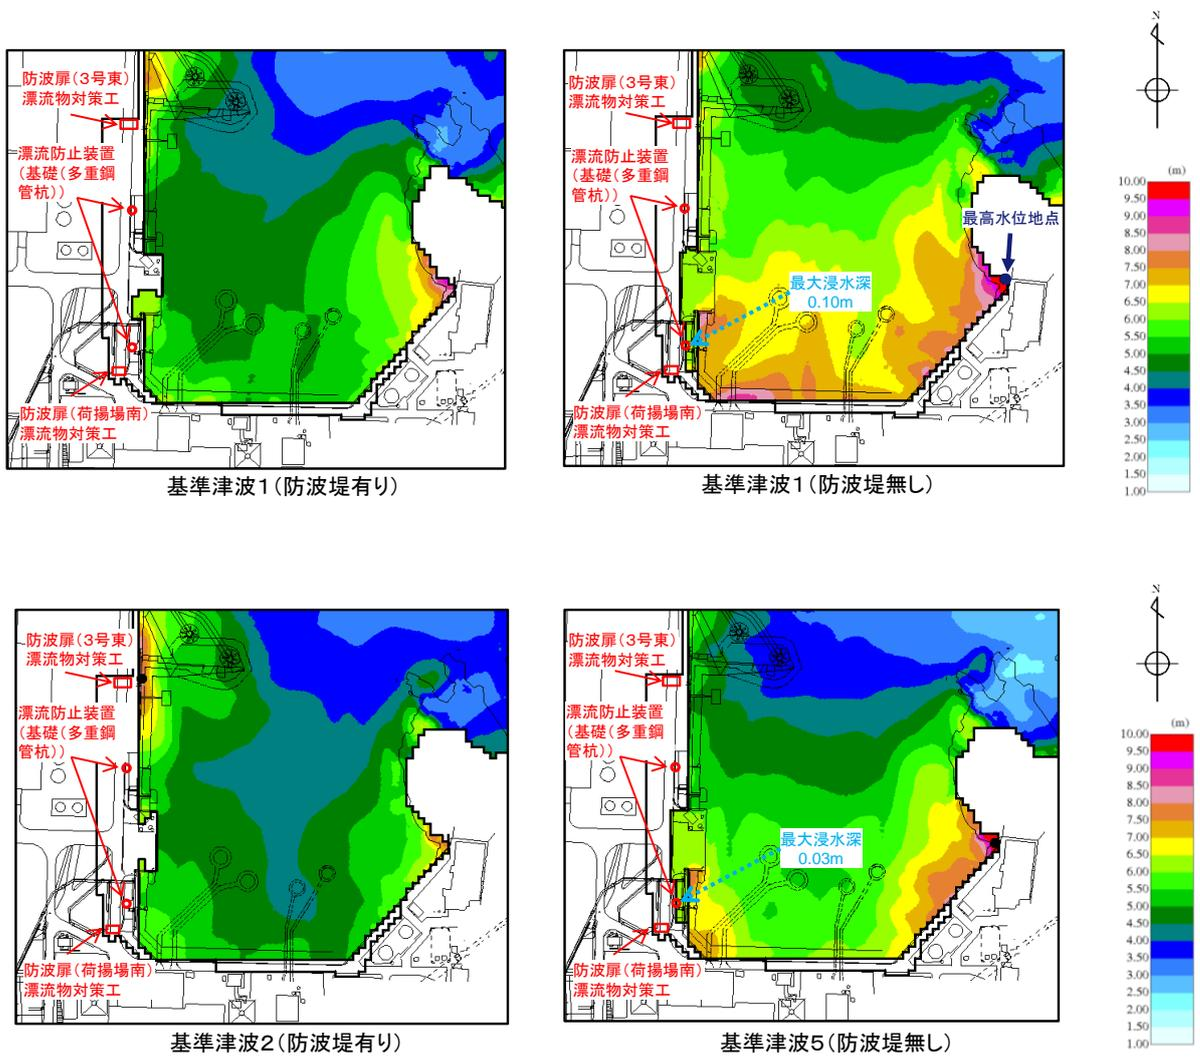 防波扉(3号東)
漂流物対策工
漂流防止装置
(基礎(多重鋼
管杭))
防波扉(荷揚場南)
漂流物対策工
基準津波1(防波堤有り)
防波扉(3号東)
漂流物対策工
漂流防止装置
(基礎(多重鋼
管杭))
最高水位地点
最大浸水深
0.10m
防波扉(荷揚場南)
漂流物対策工
基準津波1(防波堤無し)
N
(m)
10.00
9.50
9.00
8.50
8.00
7.50
7.00
6.50
6.00
5.50
5.00
4.50
4.00
3.50
3.00
2.50
2.00
1.50
1.00
防波扉(3号東)
漂流物対策工
漂流防止装置
(基礎(多重鋼
管杭))
防波扉(荷揚場南)
漂流物対策工
基準津波2(防波堤有り)
防波扉(3号東)
漂流物対策工
漂流防止装置
(基礎(多重鋼
管杭))
最大浸水深
0.03m
防波扉(荷揚場南)
漂流物対策工
基準津波5(防波堤無し)
N
(m)
10.00
9.50
9.00
8.50
8.00
7.50
7.00
6.50
6.00
5.50
5.00
4.50
4.00
3.50
3.00
2.50
2.00
1.50
1.00